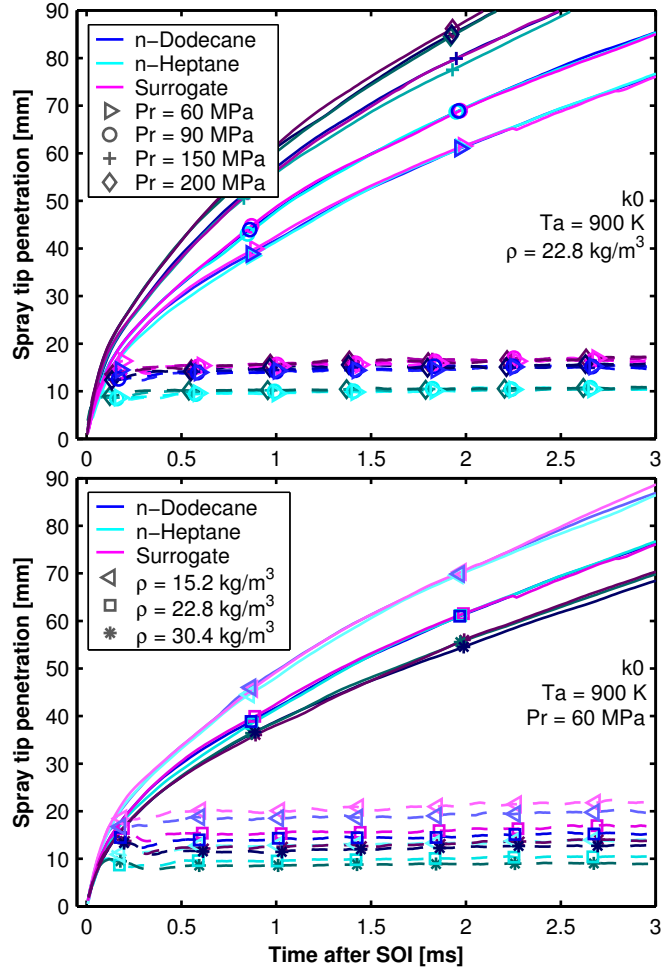 90
80
70
60
50
40
30
20
10
0
Spray tip penetration [mm]
n−Dodecane
n−Heptane
Surrogate
Pr = 60 MPa
Pr = 90 MPa
Pr = 150 MPa
Pr = 200 MPa
k0
Ta = 900 K
ρ = 22.8 kg/m³
0 0.5 1 1.5 2 2.5 3
90
80
70
60
50
40
30
20
10
0
Spray tip penetration [mm]
n−Dodecane
n−Heptane
Surrogate
ρ = 15.2 kg/m³
ρ = 22.8 kg/m³
ρ = 30.4 kg/m³
k0
Ta = 900 K
Pr = 60 MPa
0 0.5 1 1.5 2 2.5 3
Time after SOI [ms]